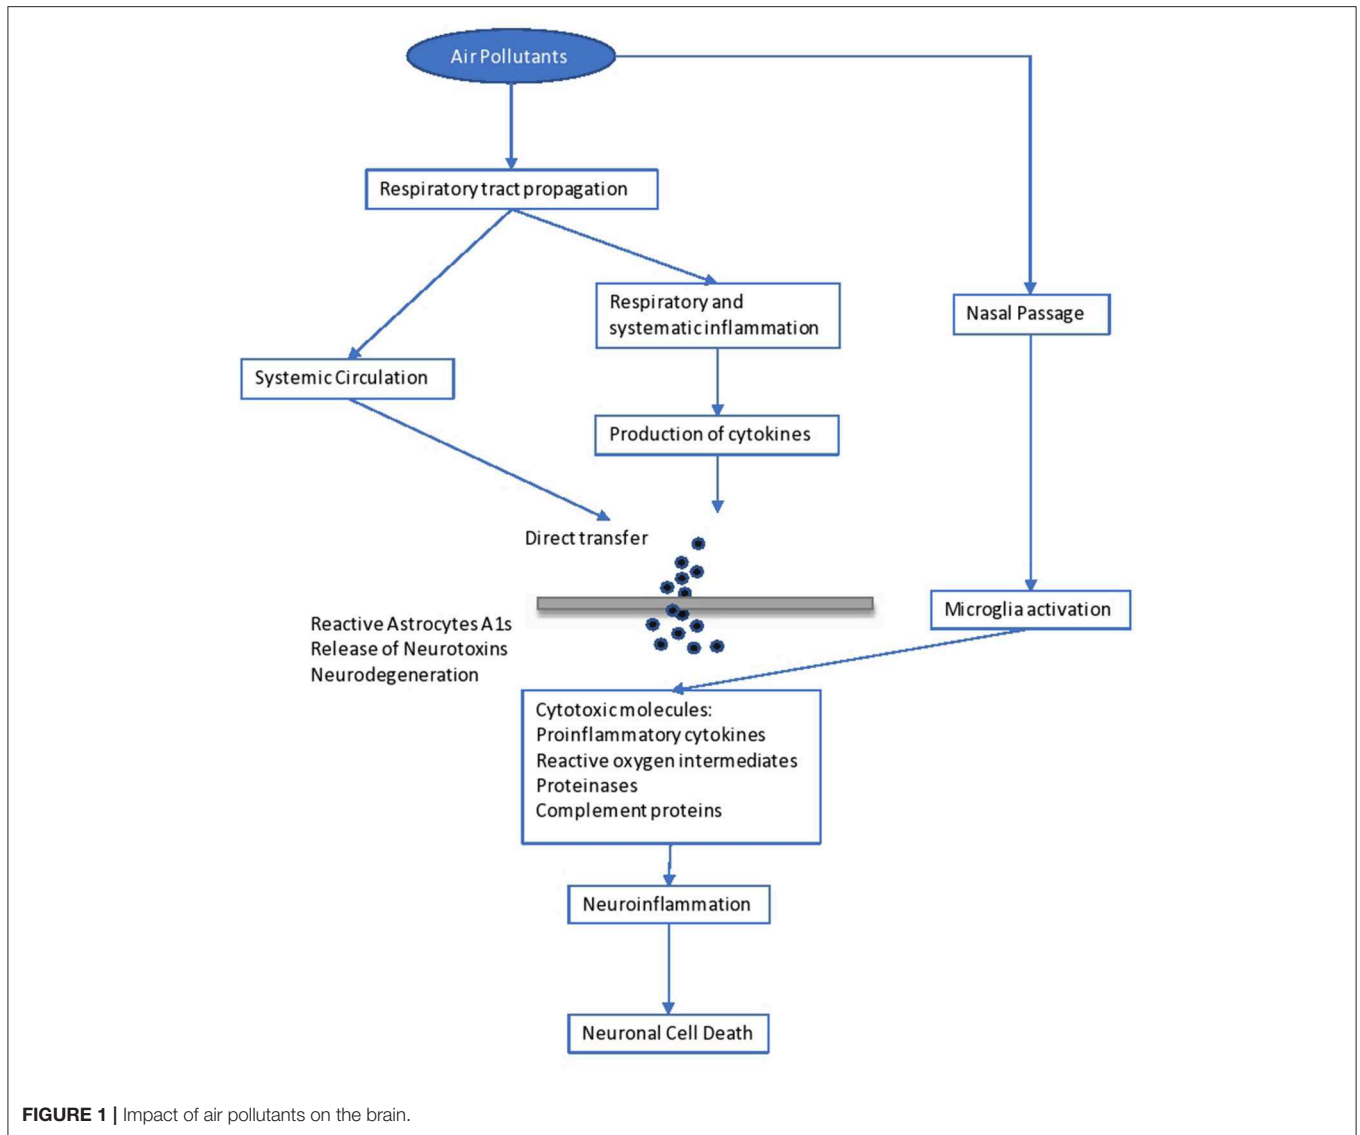 Air Pollutants
Respiratory tract propagation
Respiratory and
systematic inflammation
Nasal Passage
Systemic Circulation
Production of cytokines
Direct transfer
Microglia activation
Reactive Astrocytes A1s
Release of Neurotoxins
Neurodegeneration
Cytotoxic molecules:
Proinflammatory cytokines
Reactive oxygen intermediates
Proteinases
Complement proteins
Neuroinflammation
Neuronal Cell Death
FIGURE 1 | Impact of air pollutants on the brain.